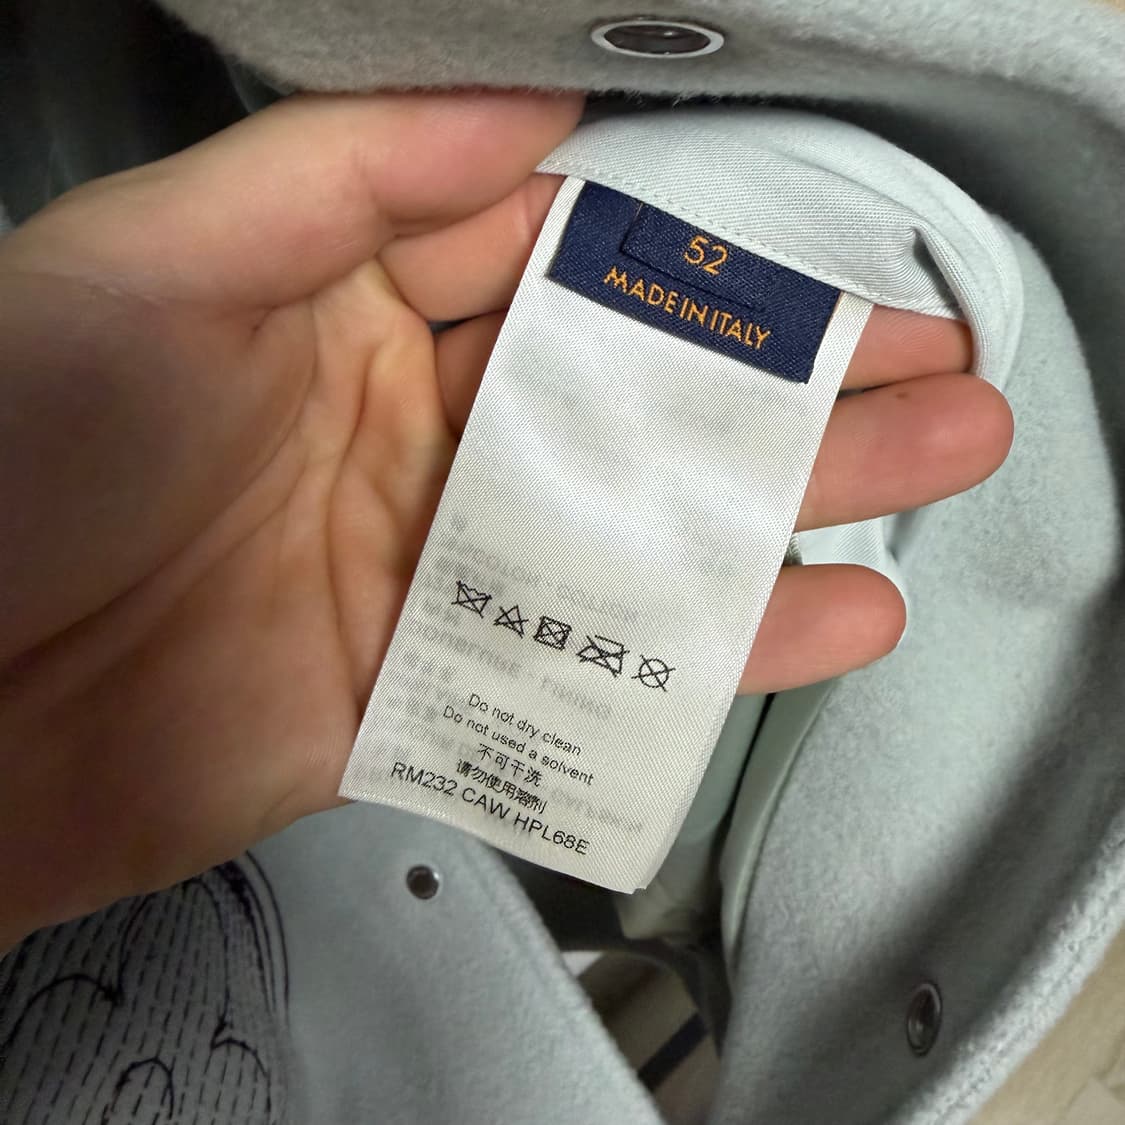 52
MADE IN ITALY
Do not dry clean
Do not used a solvent
不可干洗
请勿使用溶剂
RM232 CAW HPL68E